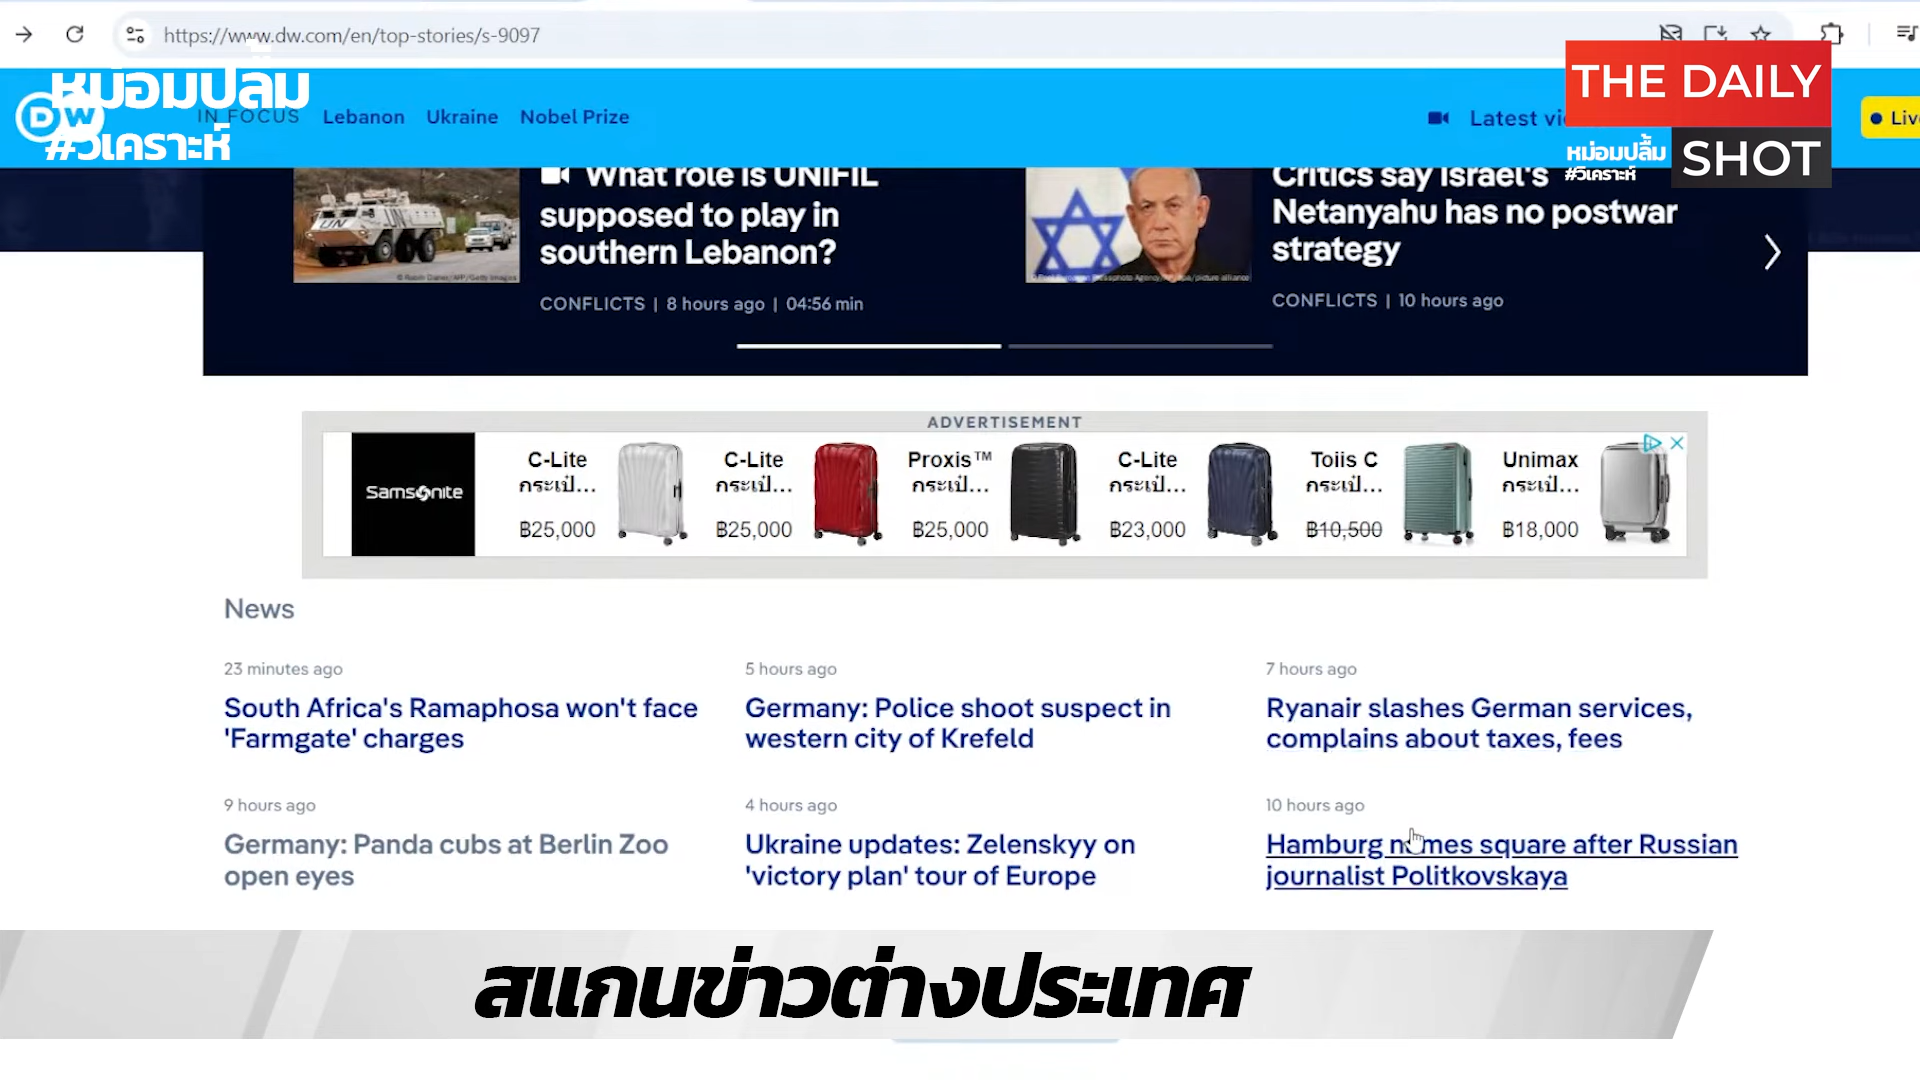 https://www.dw.com/en/top-stories/s-9097
หม่อมปลื้ม
#วิเคราะห์
DW
IN FOCUS Lebanon Ukraine Nobel Prize
Latest
THE DAILY
SHOT
หม่อมปลื้ม
#วิเคราะห์
What role is UNIFIL
supposed to play in
southern Lebanon?
CONFLICTS | 8 hours ago | 04:56 min
UN
Critics say Israel's
Netanyahu has no postwar
strategy
CONFLICTS | 10 hours ago
ADVERTISEMENT
Samsonite
C-Lite
กระเป๋...
฿25,000
C-Lite
กระเป๋...
฿25,000
Proxis™
กระเป๋...
฿25,000
C-Lite
กระเป๋...
฿23,000
Toiis C
กระเป๋...
฿10,500
Unimax
กระเป๋...
฿18,000
News
23 minutes ago
South Africa's Ramaphosa won't face
'Farmgate' charges
5 hours ago
Germany: Police shoot suspect in
western city of Krefeld
7 hours ago
Ryanair slashes German services,
complains about taxes, fees
9 hours ago
Germany: Panda cubs at Berlin Zoo
open eyes
4 hours ago
Ukraine updates: Zelenskyy on
'victory plan' tour of Europe
10 hours ago
Hamburg names square after Russian
journalist Politkovskaya
สแกนข่าวต่างประเทศ